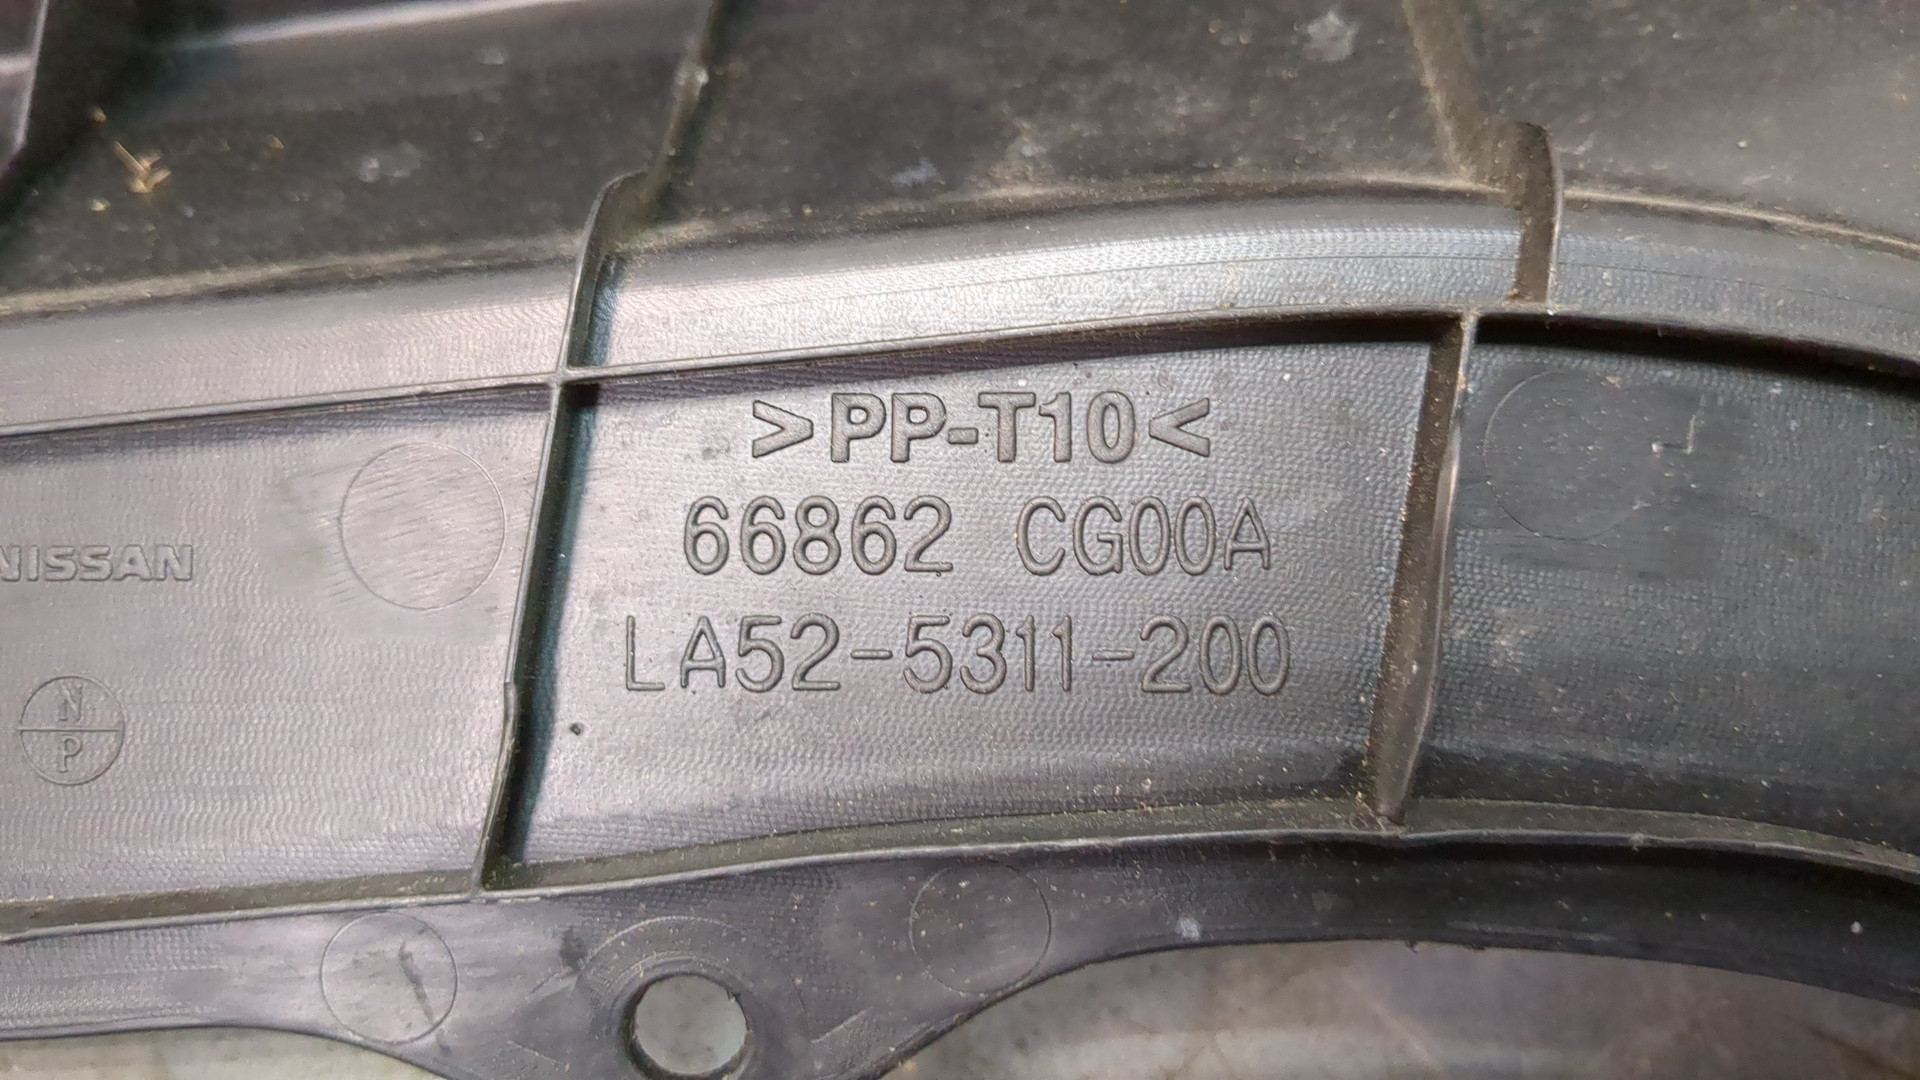 >PP-T10<
66862 CG00A
LA52-5311-200
NISSAN
N
P